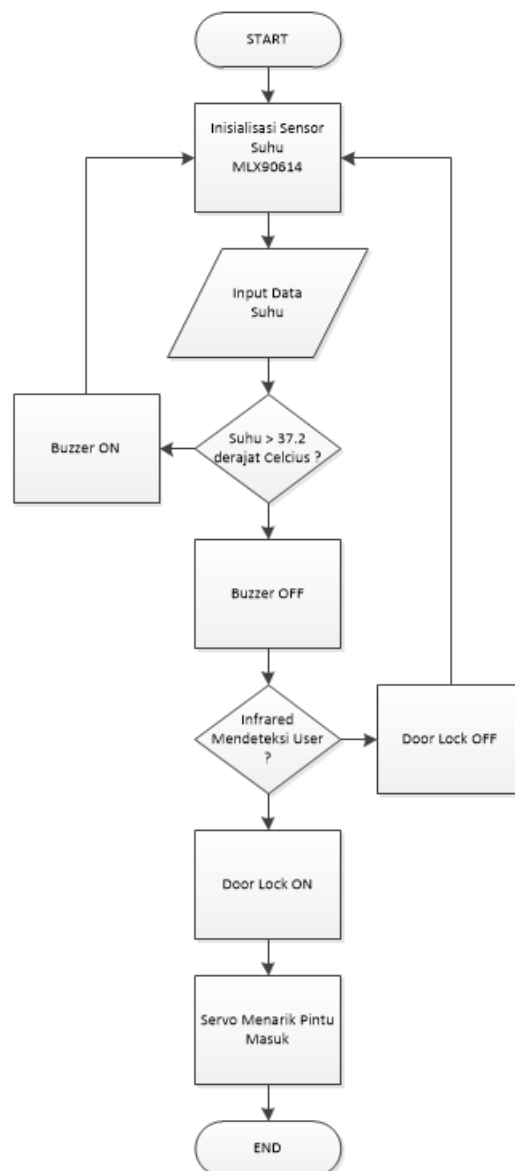 START
Inisialisasi Sensor
Suhu
MLX90614
Input Data
Suhu
Suhu > 37.2
derajat Celcius ?
Buzzer ON
Buzzer OFF
Infrared
Mendeteksi User
?
Door Lock OFF
Door Lock ON
Servo Menarik Pintu
Masuk
END